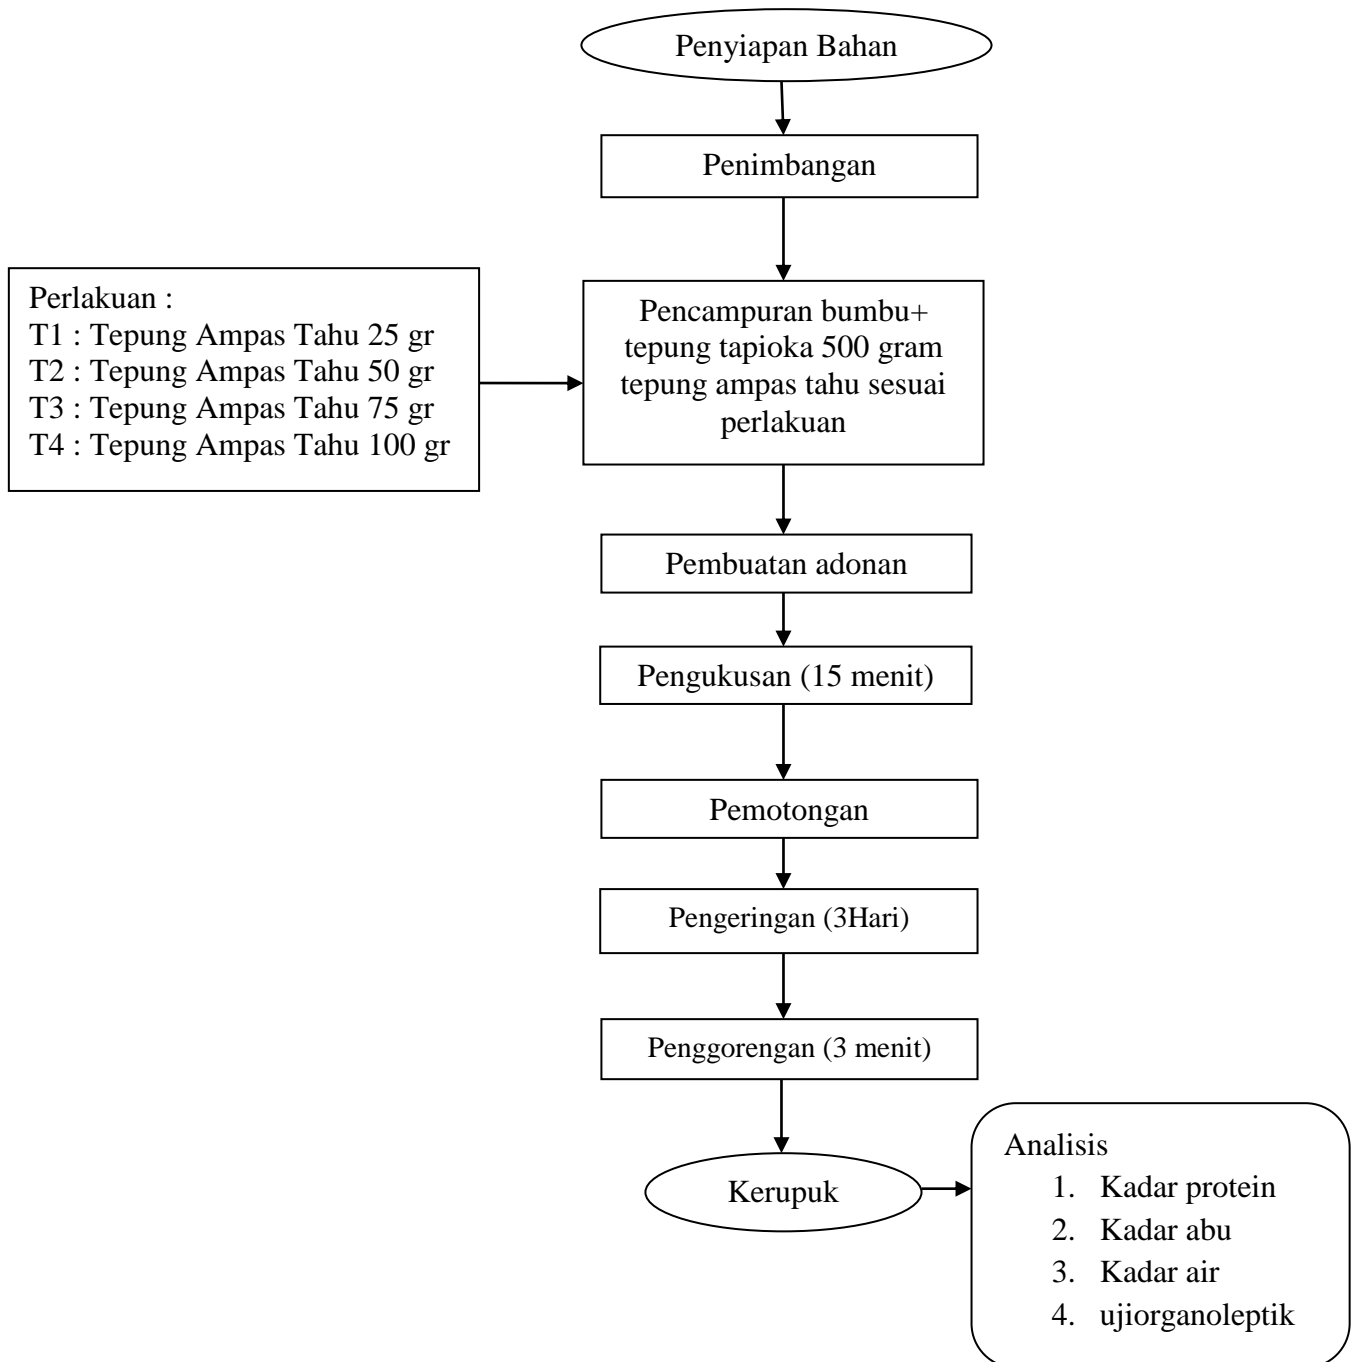 Penyiapan Bahan
Penimbangan
Perlakuan :
T1 : Tepung Ampas Tahu 25 gr
T2 : Tepung Ampas Tahu 50 gr
T3 : Tepung Ampas Tahu 75 gr
T4 : Tepung Ampas Tahu 100 gr
Pencampuran bumbu+
tepung tapioka 500 gram
tepung ampas tahu sesuai
perlakuan
Pembuatan adonan
Pengukusan (15 menit)
Pemotongan
Pengeringan (3Hari)
Penggorengan (3 menit)
Kerupuk
Analisis
1. Kadar protein
2. Kadar abu
3. Kadar air
4. ujiorganoleptik